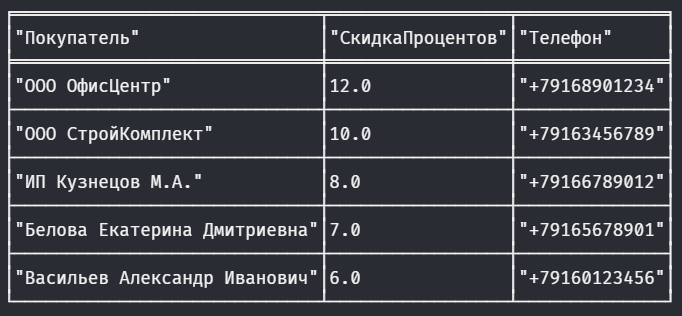 "Покупатель" "СкидкаПроцентов" "Телефон"
"ООО ОфисЦентр" 12.0 "+79168901234"
"ООО СтройКомплект" 10.0 "+79163456789"
"ИП Кузнецов М.А." 8.0 "+79166789012"
"Белова Екатерина Дмитриевна" 7.0 "+79165678901"
"Васильев Александр Иванович" 6.0 "+79160123456"